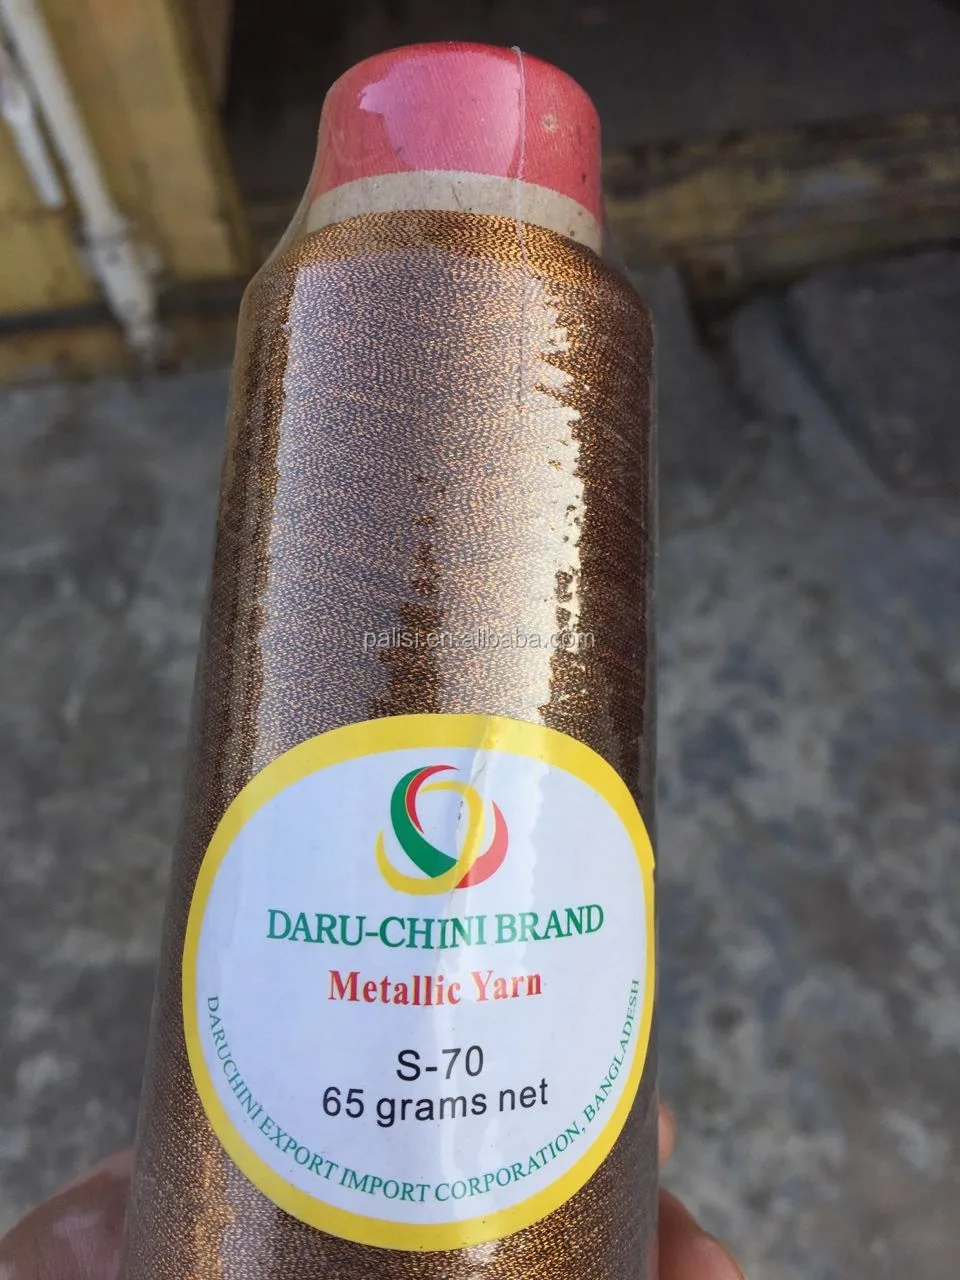 palisi.en.alibaba.com
DARU-CHINI BRAND
Metallic Yarn
S-70
65 grams net
DARUCHINI EXPORT IMPORT CORPORATION, BANGLADESH